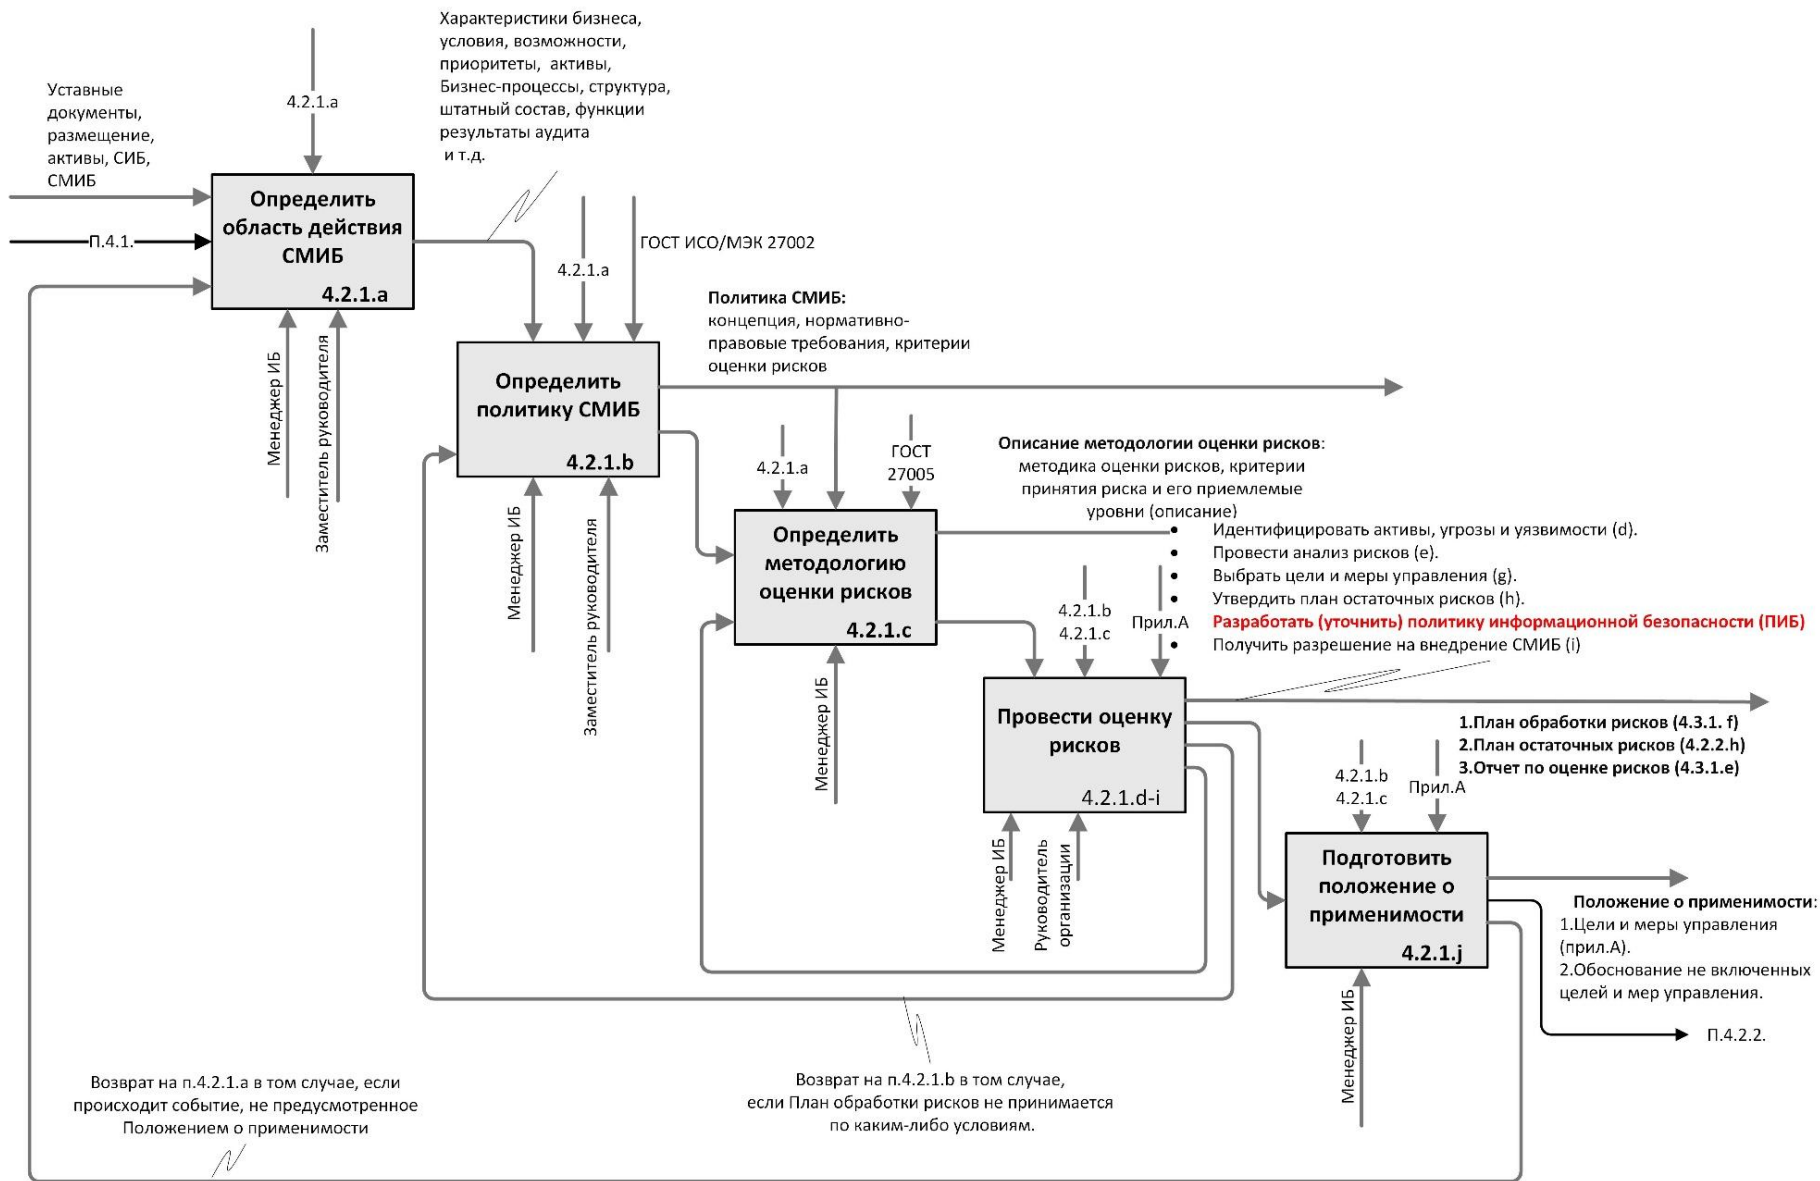 Характеристики бизнеса,
условия, возможности,
приоритеты, активы,
Бизнес-процессы, структура,
штатный состав, функции
результаты аудита
и т.д.
Уставные
документы,
размещение,
активы, СИБ,
СМИБ
4.2.1.a
П.4.1.
Определить
область действия
СМИБ
4.2.1.a
Менеджер ИБ
Заместитель руководителя
4.2.1.a
ГОСТ ИСО/МЭК 27002
Определить
политику СМИБ
4.2.1.b
Менеджер ИБ
Заместитель руководителя
Политика СМИБ:
концепция, нормативно-
правовые требования, критерии
оценки рисков
4.2.1.a
ГОСТ
27005
Определить
методологию
оценки рисков
4.2.1.c
Менеджер ИБ
Описание методологии оценки рисков:
методика оценки рисков, критерии
принятия риска и его приемлемые
уровни (описание)
• Идентифицировать активы, угрозы и уязвимости (d).
• Провести анализ рисков (e).
• Выбрать цели и меры управления (g).
• Утвердить план остаточных рисков (h).
Разработать (уточнить) политику информационной безопасности (ПИБ)
• Получить разрешение на внедрение СМИБ (i)
4.2.1.b
4.2.1.c
Прил.А
Провести оценку
рисков
4.2.1.d-i
Менеджер ИБ
Руководитель
организации
1.План обработки рисков (4.3.1. f)
2.План остаточных рисков (4.2.2.h)
3.Отчет по оценке рисков (4.3.1.e)
4.2.1.b
4.2.1.c
Прил.А
Подготовить
положение о
применимости
4.2.1.j
Менеджер ИБ
Положение о применимости:
1.Цели и меры управления
(прил.А).
2.Обоснование не включенных
целей и мер управления.
П.4.2.2.
Возврат на п.4.2.1.a в том случае, если
происходит событие, не предусмотренное
Положением о применимости
Возврат на п.4.2.1.b в том случае,
если План обработки рисков не принимается
по каким-либо условиям.